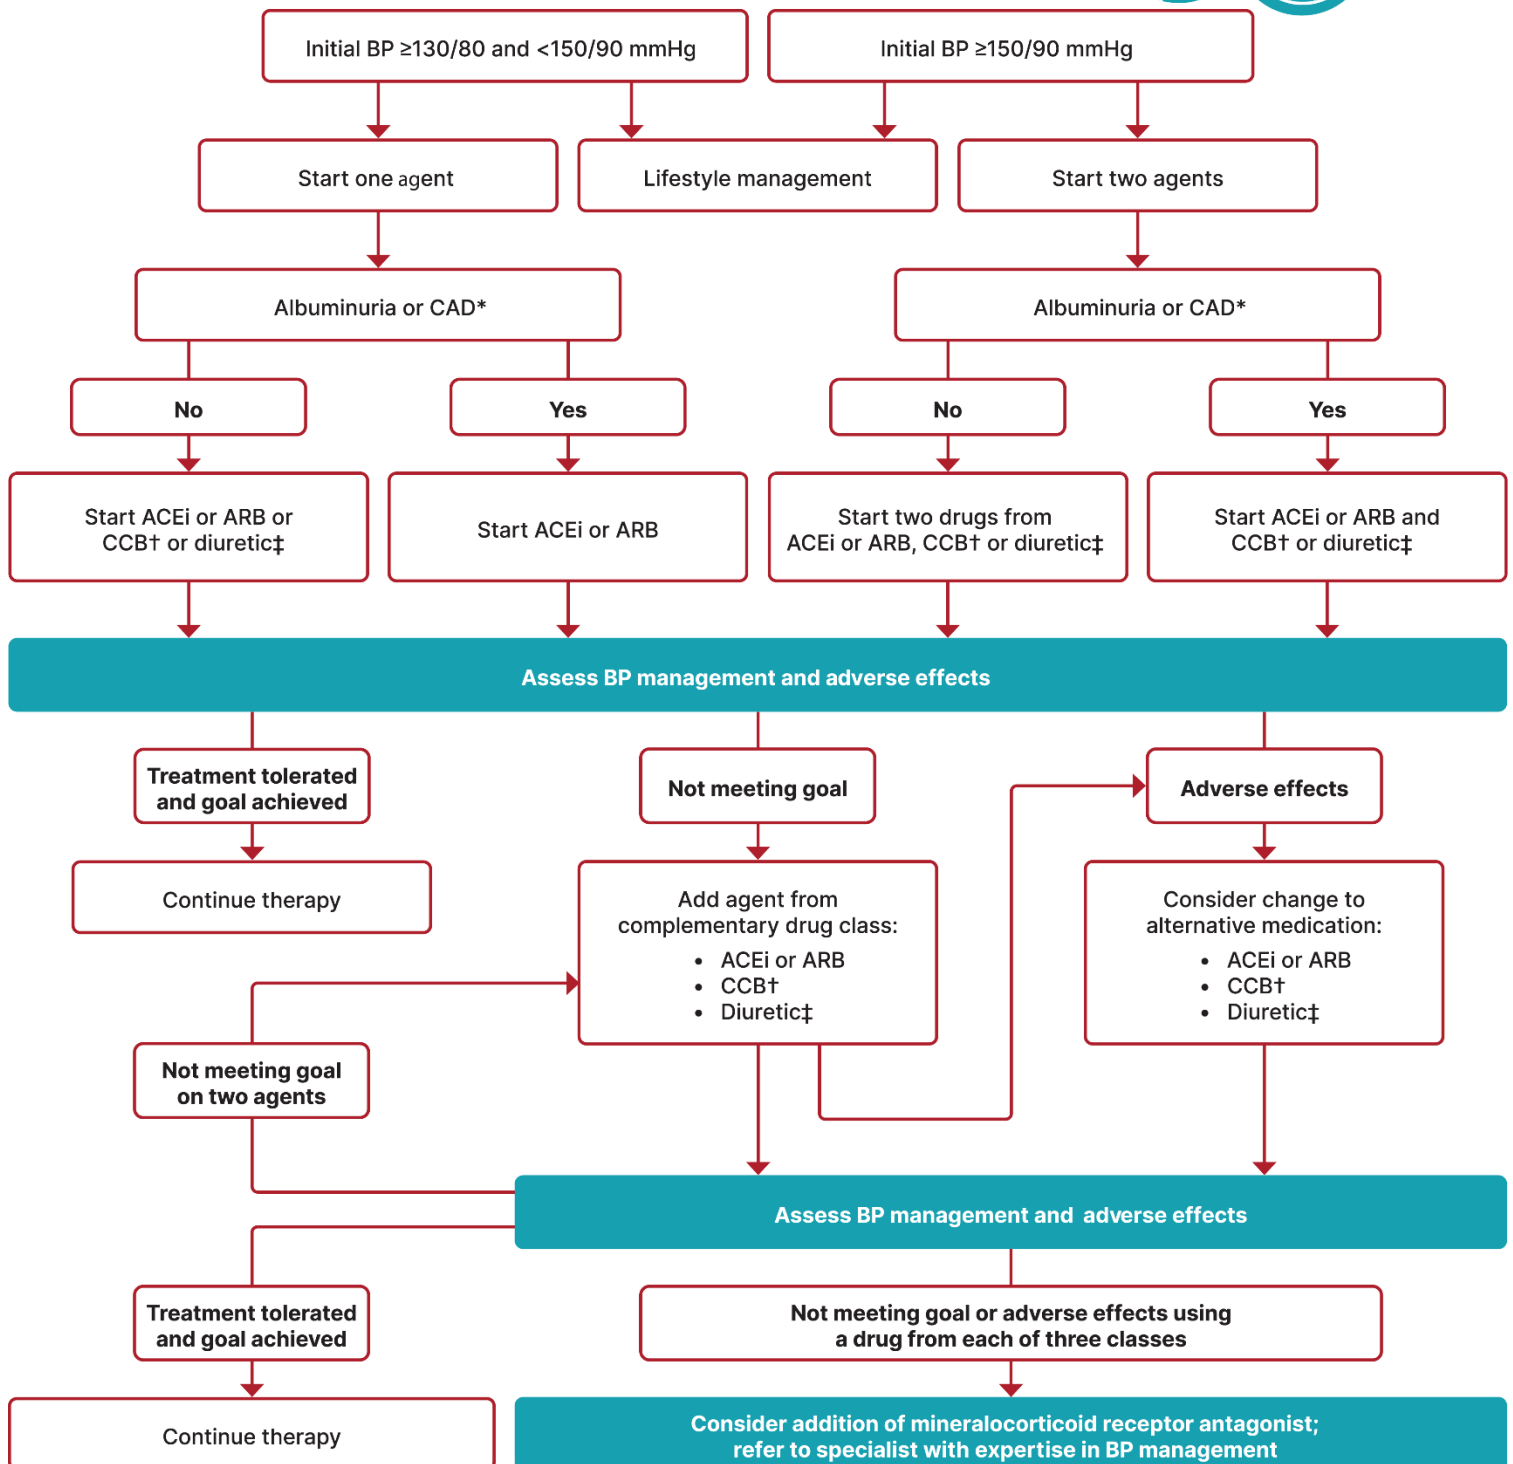 Initial BP ≥130/80 and <150/90 mmHg
Initial BP ≥150/90 mmHg
Start one agent
Lifestyle management
Start two agents
Albuminuria or CAD*
Albuminuria or CAD*
No
Yes
No
Yes
Start ACEi or ARB or
CCB† or diuretic‡
Start ACEi or ARB
Start two drugs from
ACEi or ARB, CCB† or diuretic‡
Start ACEi or ARB and
CCB† or diuretic‡
Assess BP management and adverse effects
Treatment tolerated
and goal achieved
Not meeting goal
Adverse effects
Continue therapy
Add agent from
complementary drug class:
• ACEi or ARB
• CCB†
• Diuretic‡
Consider change to
alternative medication:
• ACEi or ARB
• CCB†
• Diuretic‡
Not meeting goal
on two agents
Assess BP management and adverse effects
Treatment tolerated
and goal achieved
Not meeting goal or adverse effects using
a drug from each of three classes
Continue therapy
Consider addition of mineralocorticoid receptor antagonist;
refer to specialist with expertise in BP management